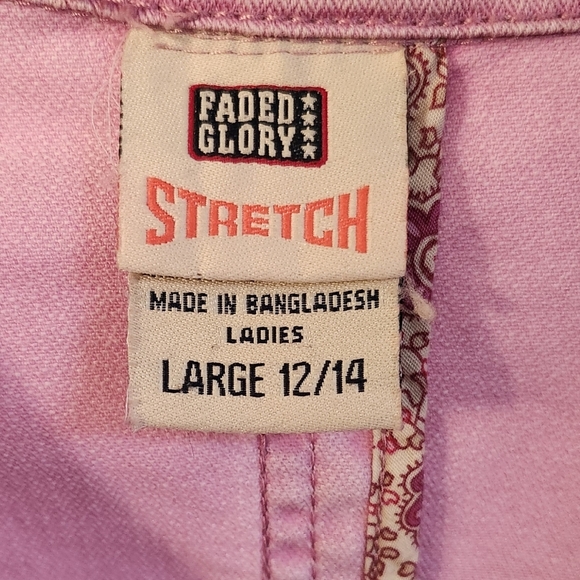 FADED
GLORY
STRETCH
MADE IN BANGLADESH
LADIES
LARGE 12/14